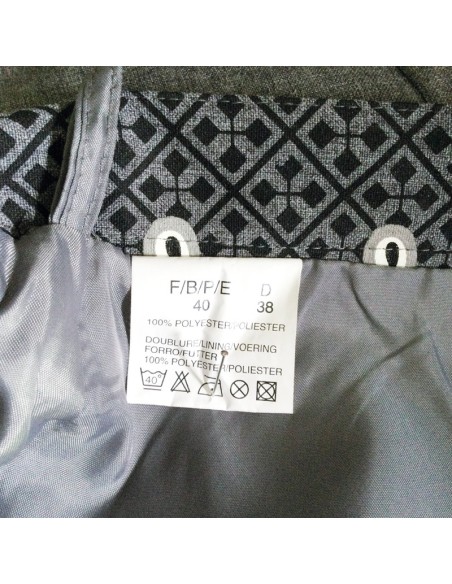 F/B/P/E D
40 38
100% POLYESTER/POLIESTER
DOUBLURE/LINING/VOERING
FORRO/FUTTER
100% POLYESTER/POLIESTER
40°